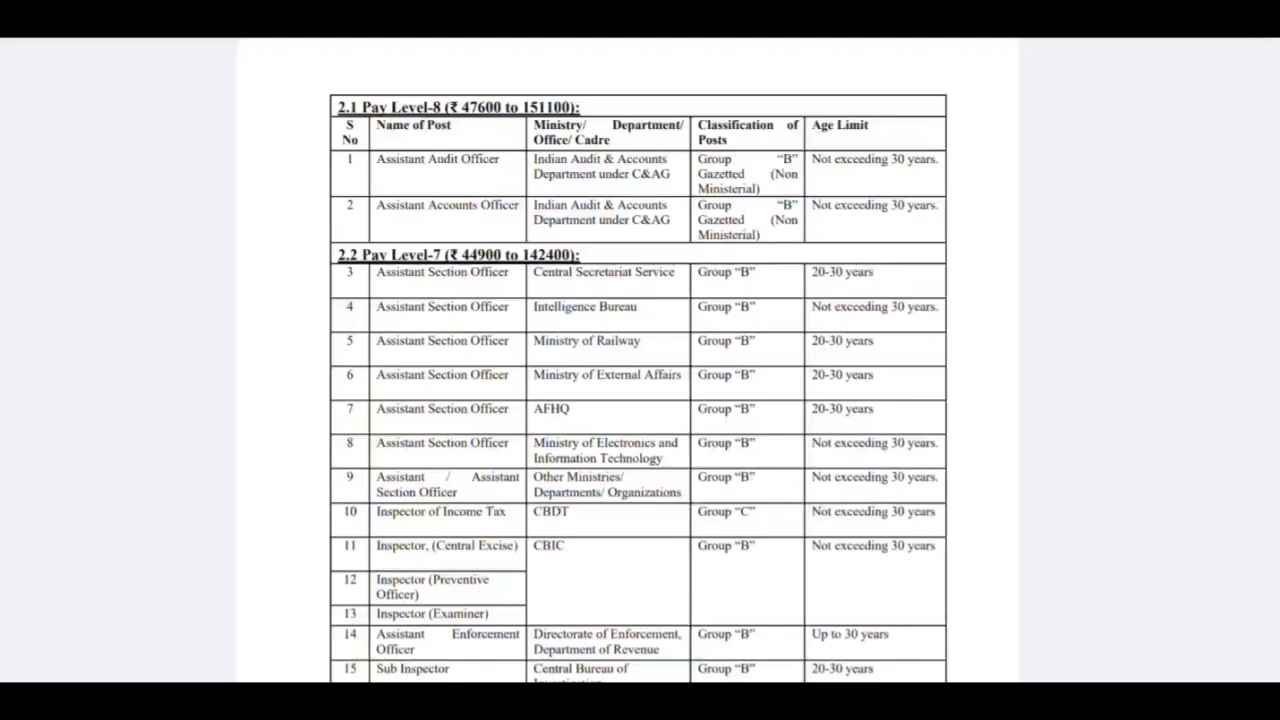 2.1 Pay Level-8 (₹ 47600 to 151100):
S No Name of Post Ministry/ Department/ Office/ Cadre Classification of Posts Age Limit
1 Assistant Audit Officer Indian Audit & Accounts Department under C&AG Group “B” Gazetted (Non Ministerial) Not exceeding 30 years.
2 Assistant Accounts Officer Indian Audit & Accounts Department under C&AG Group “B” Gazetted (Non Ministerial) Not exceeding 30 years.
2.2 Pay Level-7 (₹ 44900 to 142400):
3 Assistant Section Officer Central Secretariat Service Group “B” 20-30 years
4 Assistant Section Officer Intelligence Bureau Group “B” Not exceeding 30 years.
5 Assistant Section Officer Ministry of Railway Group “B” 20-30 years
6 Assistant Section Officer Ministry of External Affairs Group “B” 20-30 years
7 Assistant Section Officer AFHQ Group “B” 20-30 years
8 Assistant Section Officer Ministry of Electronics and Information Technology Group “B” Not exceeding 30 years.
9 Assistant / Assistant Section Officer Other Ministries/ Departments/ Organizations Group “B” Not exceeding 30 years.
10 Inspector of Income Tax CBDT Group “C” Not exceeding 30 years
11 Inspector, (Central Excise) CBIC Group “B” Not exceeding 30 years
12 Inspector (Preventive Officer)
13 Inspector (Examiner)
14 Assistant Enforcement Officer Directorate of Enforcement, Department of Revenue Group “B” Up to 30 years
15 Sub Inspector Central Bureau of Group “B” 20-30 years